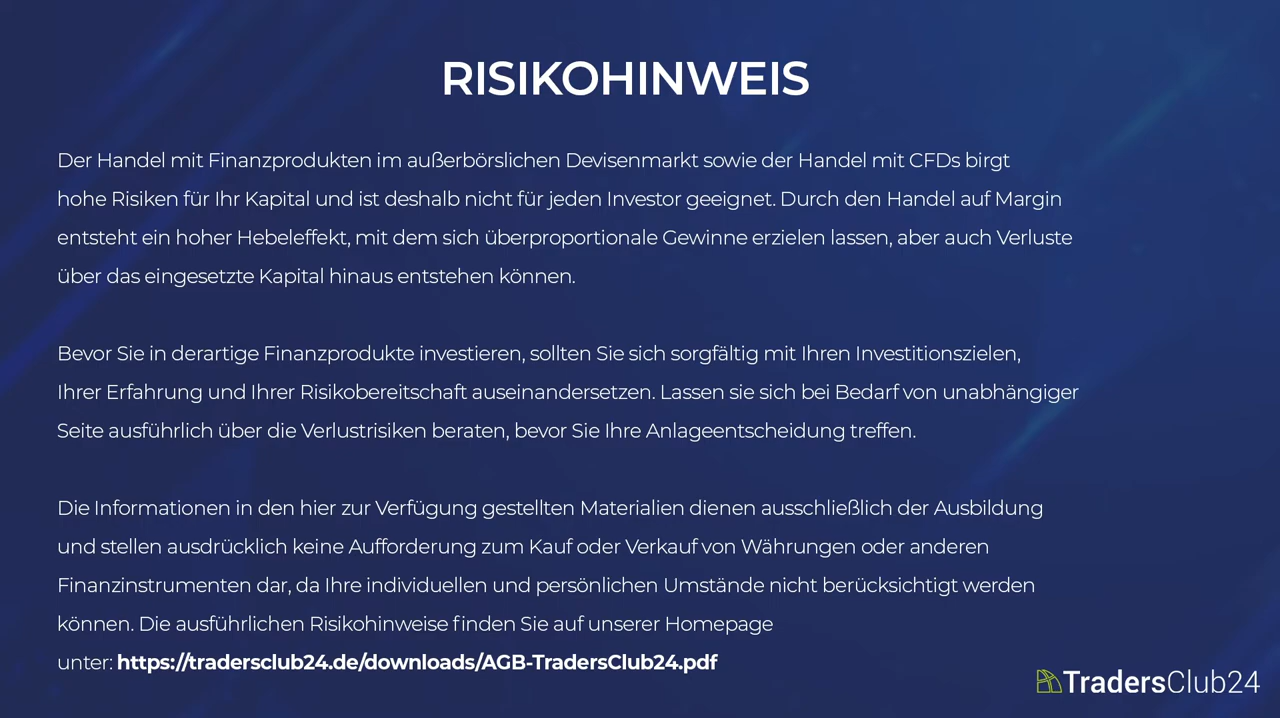 RISIKOHINWEIS
Der Handel mit Finanzprodukten im außerbörslichen Devisenmarkt sowie der Handel mit CFDs birgt
hohe Risiken für Ihr Kapital und ist deshalb nicht für jeden Investor geeignet. Durch den Handel auf Margin
entsteht ein hoher Hebeleffekt, mit dem sich überproportionale Gewinne erzielen lassen, aber auch Verluste
über das eingesetzte Kapital hinaus entstehen können.
Bevor Sie in derartige Finanzprodukte investieren, sollten Sie sich sorgfältig mit Ihren Investitionszielen,
Ihrer Erfahrung und Ihrer Risikobereitschaft auseinandersetzen. Lassen sie sich bei Bedarf von unabhängiger
Seite ausführlich über die Verlustrisiken beraten, bevor Sie Ihre Anlageentscheidung treffen.
Die Informationen in den hier zur Verfügung gestellten Materialien dienen ausschließlich der Ausbildung
und stellen ausdrücklich keine Aufforderung zum Kauf oder Verkauf von Währungen oder anderen
Finanzinstrumenten dar, da Ihre individuellen und persönlichen Umstände nicht berücksichtigt werden
können. Die ausführlichen Risikohinweise finden Sie auf unserer Homepage
unter: https://tradersclub24.de/downloads/AGB-TradersClub24.pdf
TradersClub24